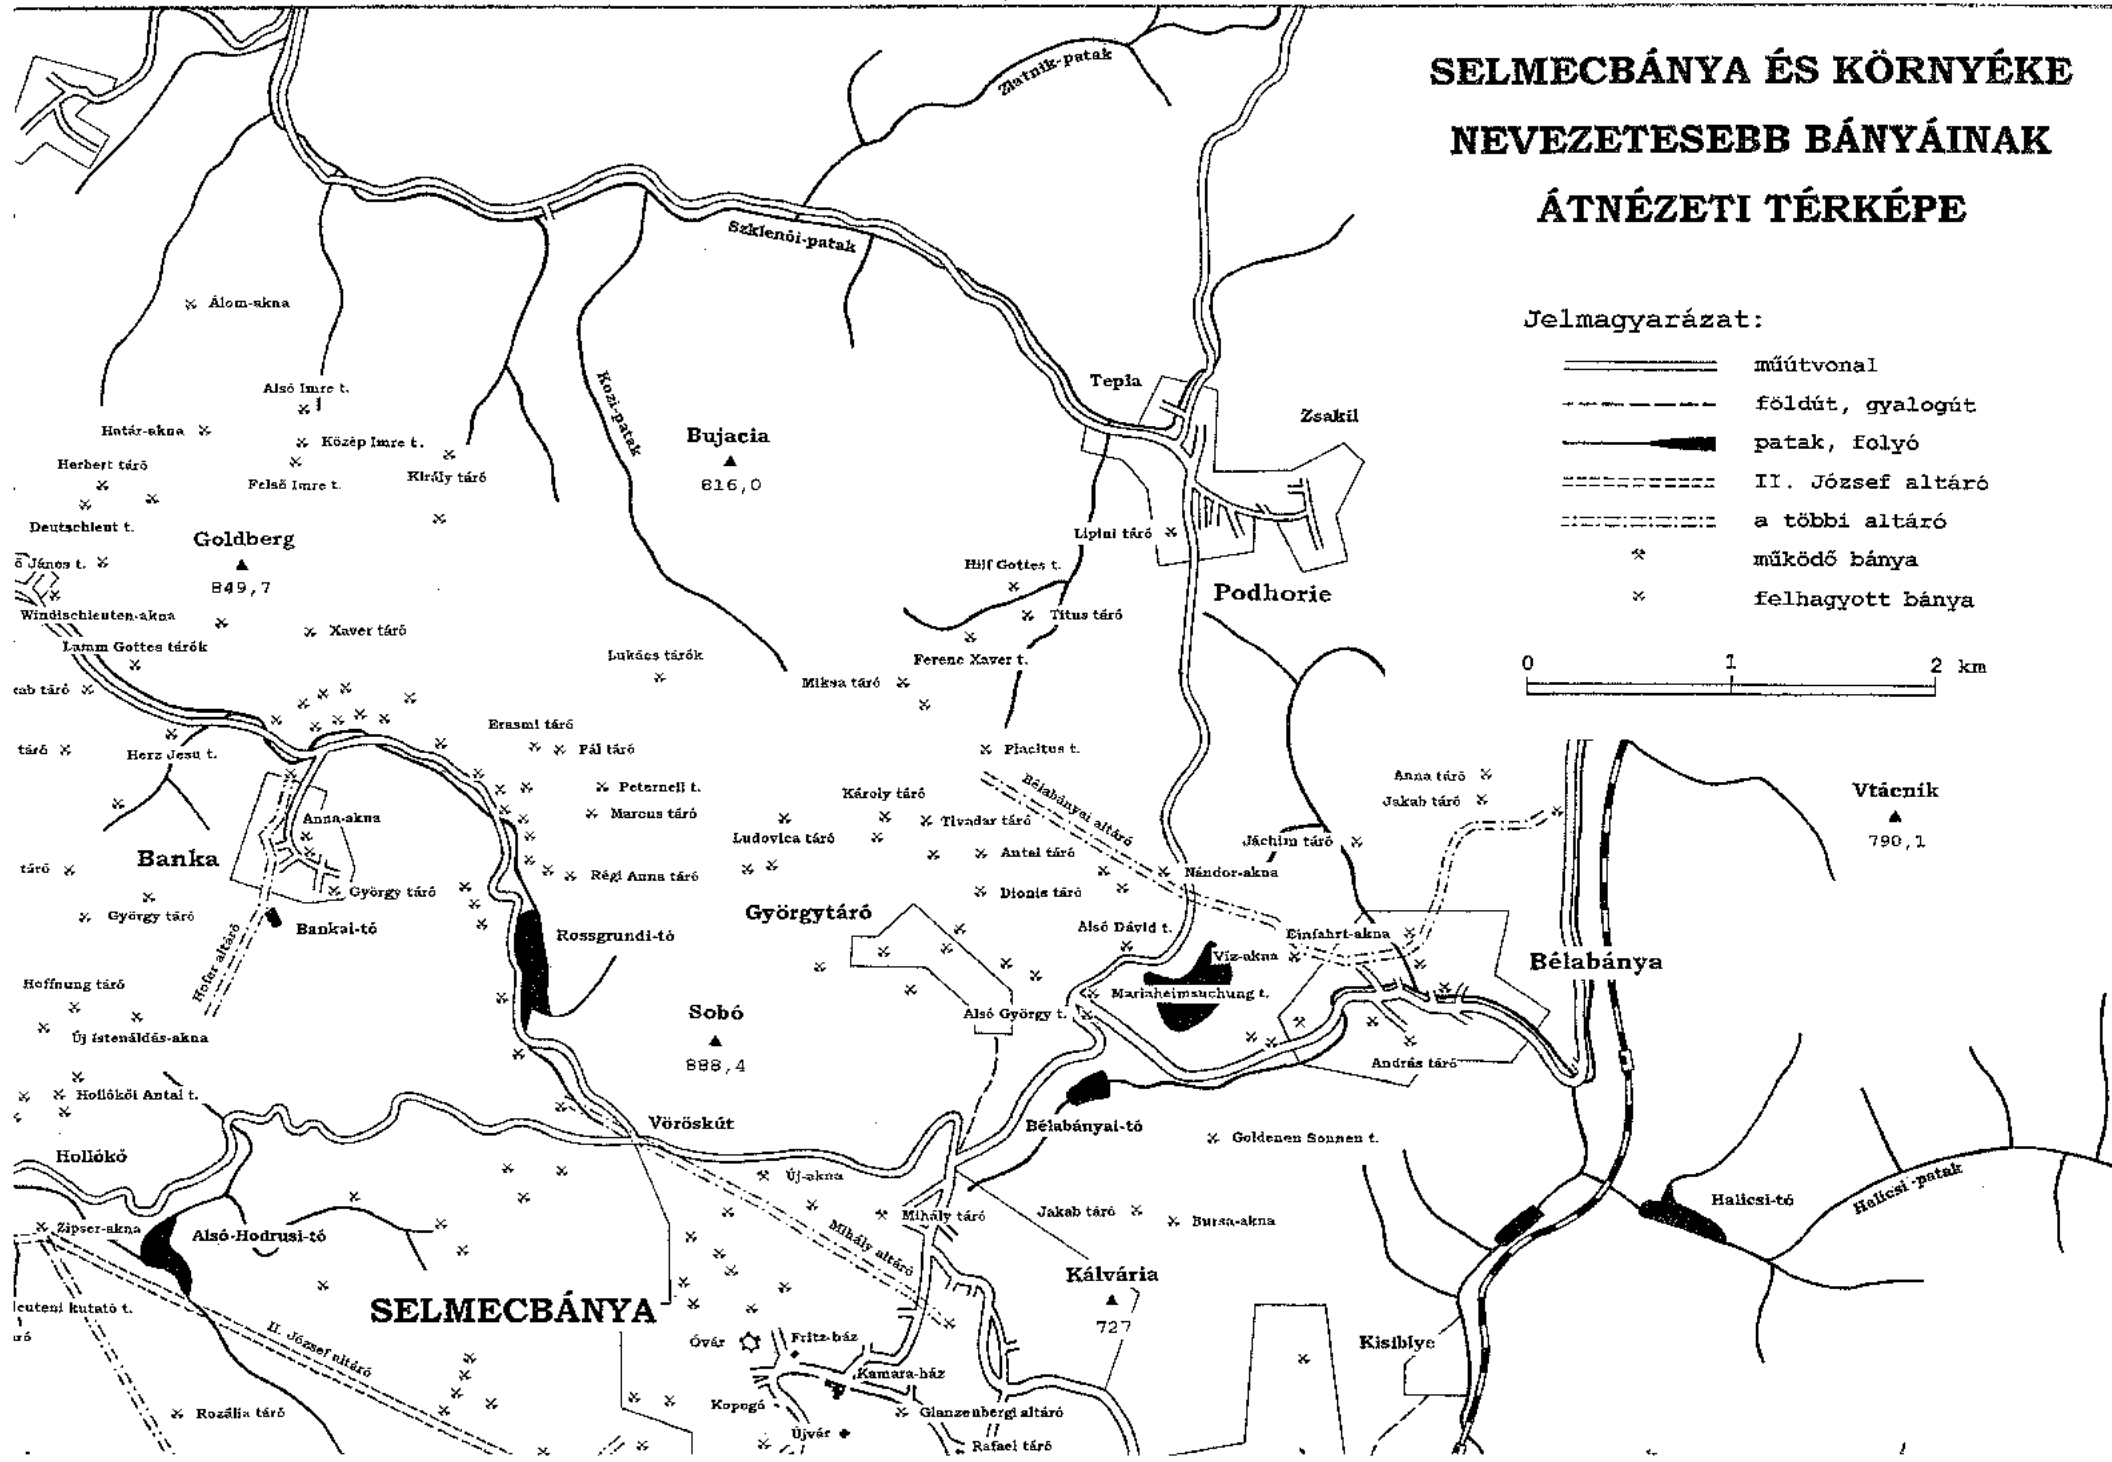 SELMECBÁNYA ÉS KÖRNYÉKE
NEVEZETESEBB BÁNYÁINAK
ÁTNÉZETI TÉRKÉPE
Jelmagyarázat:
műútvonal
földút, gyalogút
patak, folyó
II. József altáró
a többi altáró
működő bánya
felhagyott bánya
0 1 2 km
Zlatnik-patak
Szklenói-patak
Álom-akna
Alsó Imre t.
Kozi-patak
Tepla
Zsakil
Határ-akna
Közép Imre t.
Bujacia
816,0
Herbert táró
Felső Imre t.
Király táró
Deutschleut t.
Goldberg
849,7
Lipini táró
ő János t.
Hilf Gottes t.
Podhorie
Windischleuten-akna
Titus táró
Xaver táró
Lamm Gottes tárók
Lukács tárók
Ferenc Xaver t.
cab táró
Miksa táró
Erasmi táró
táró
Herz Jesu t.
Pál táró
Placitus t.
Bélabányai altáró
Anna táró
Jakab táró
Vtácnik
790,1
Peternell t.
Károly táró
Marcus táró
Anna-akna
Tivadar táró
Ludovica táró
Jáchim táró
Banka
Antal táró
táró
Régi Anna táró
Nándor-akna
György táró
Dionis táró
György táró
Györgytáró
Bankai-tó
Rossgrundi-tó
Alsó Dávid t.
Einfahrt-akna
Víz-akna
Bélabánya
Hofer altáró
Hoffnung táró
Mariaheimsuchung t.
Sobó
888,4
Alsó György t.
Új Istenáldás-akna
András táró
Hollókői Antal t.
Vöröskút
Bélabányai-tó
Goldenen Sonnen t.
Hollókő
Új-akna
Halicsi-tó
Halicsi-patak
Zipser-akna
Alsó-Hodrusi-tó
Mihály táró
Jakab táró
Bursa-akna
Mihály altáró
Kálvária
727
leuteni kutató t.
SELMECBÁNYA
II. József altáró
Óvár
Fritz-ház
Kisiblye
Kamara-ház
Kopogó
Rozália táró
Glanzenbergi altáró
Újvár
Rafael táró